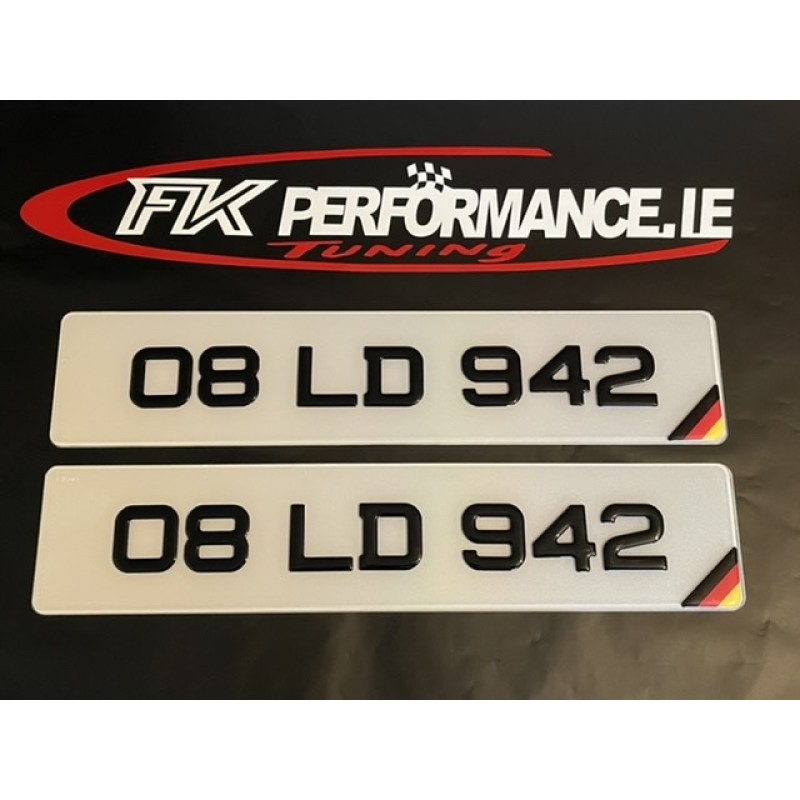 FK PERFORMANCE.IE
TUNING
08 LD 942
08 LD 942